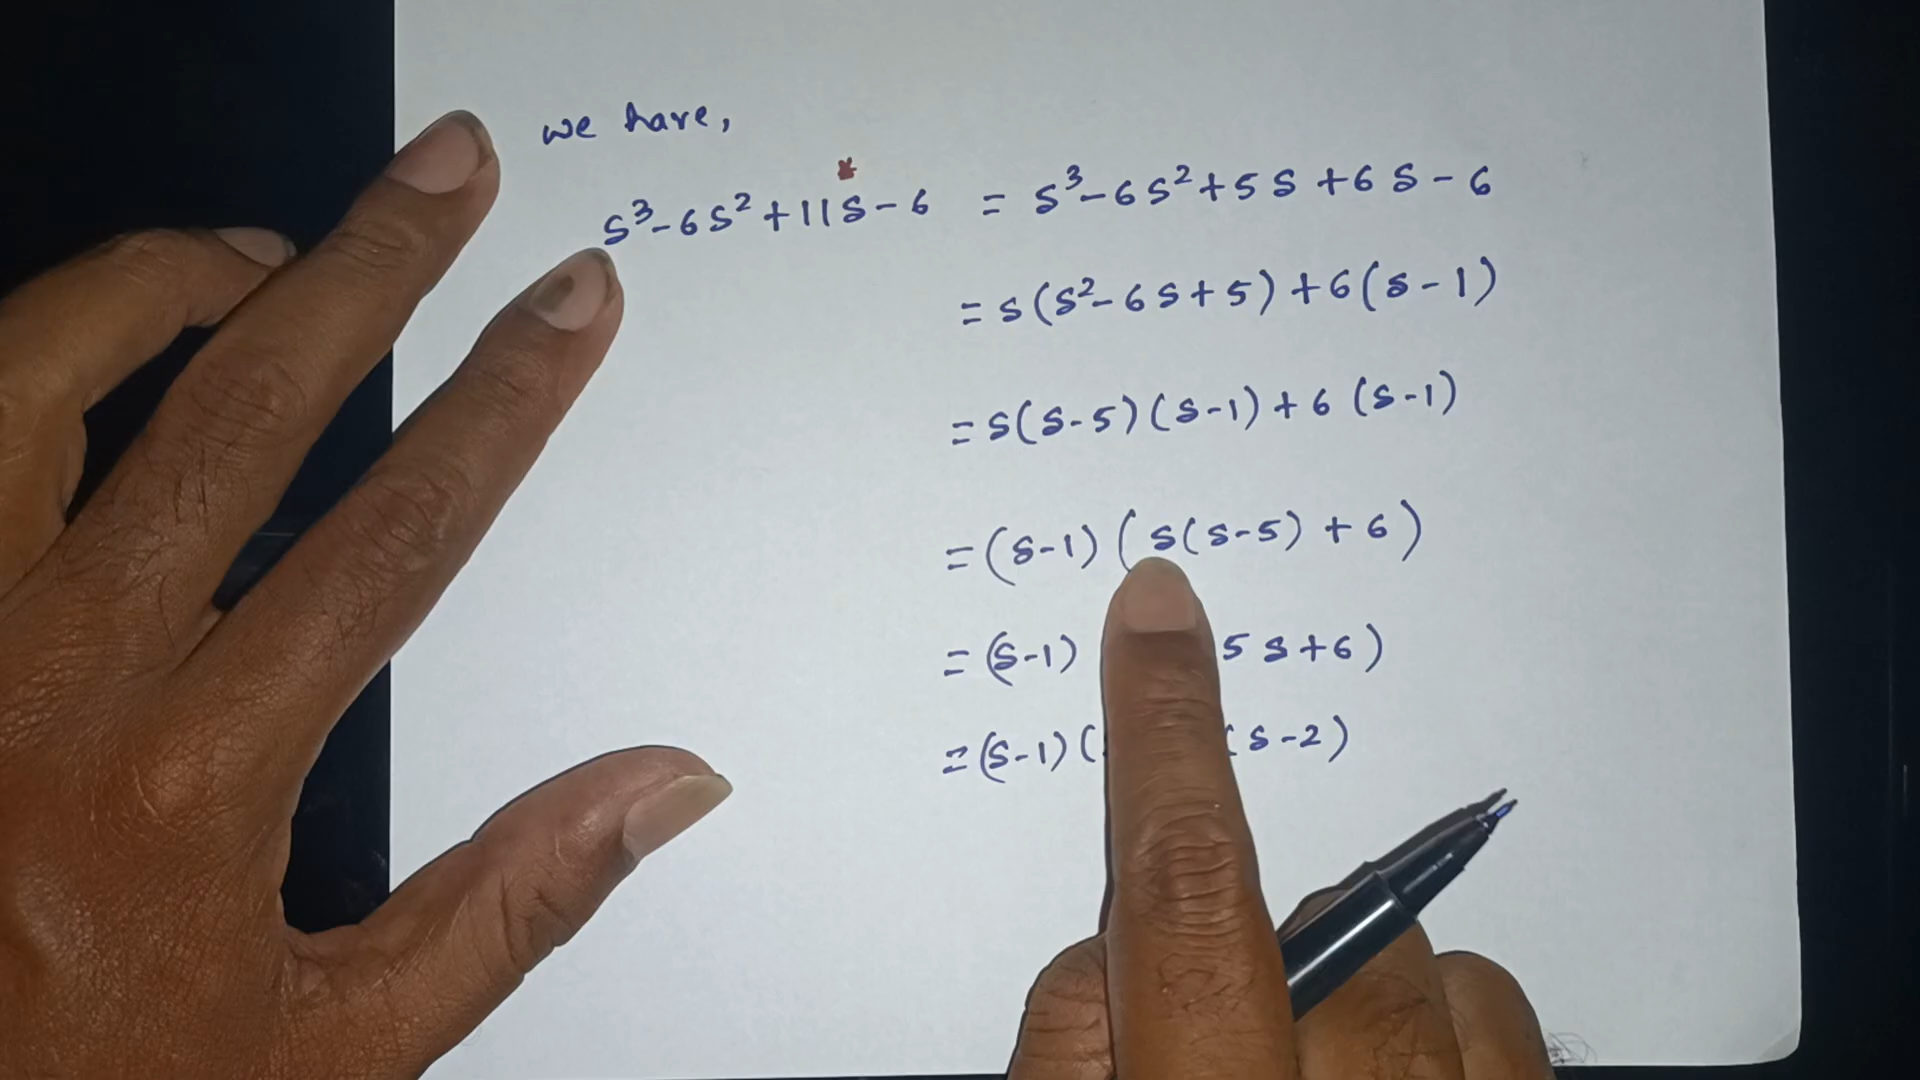 we have,
s³-6s²+11s-6 = s³-6s²+5s+6s-6
= s(s²-6s+5)+6(s-1)
= s(s-5)(s-1)+6(s-1)
= (s-1)(s(s-5)+6)
= (s-1) 5s+6)
= (s-1)( (s-2)